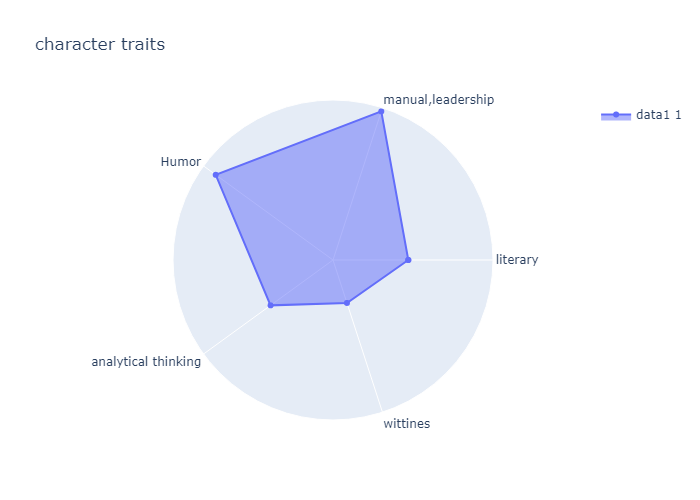 character traits
manual,leadership
data1 1
Humor
literary
analytical thinking
wittines